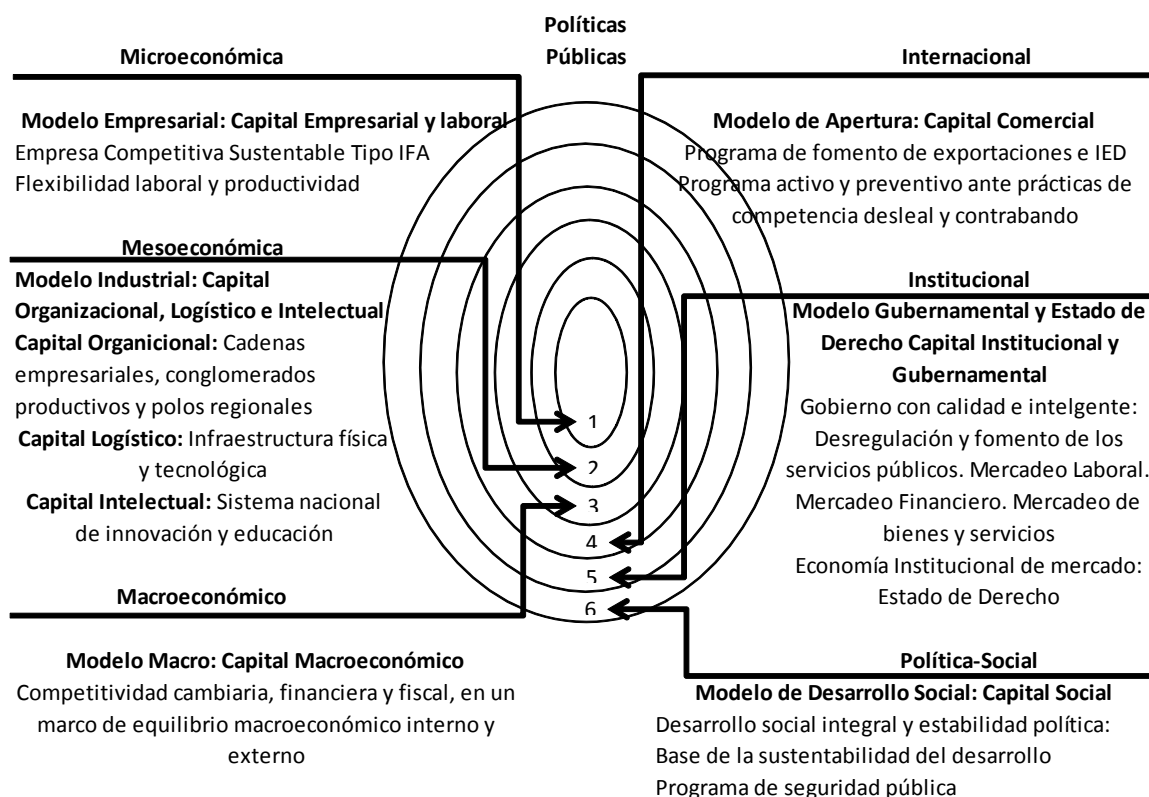 Políticas
Públicas
Microeconómica
Modelo Empresarial: Capital Empresarial y laboral
Empresa Competitiva Sustentable Tipo IFA
Flexibilidad laboral y productividad
Mesoeconómica
Modelo Industrial: Capital
Organizacional, Logístico e Intelectual
Capital Organicional: Cadenas
empresariales, conglomerados
productivos y polos regionales
Capital Logístico: Infraestructura física
y tecnológica
Capital Intelectual: Sistema nacional
de innovación y educación
Macroeconómico
Modelo Macro: Capital Macroeconómico
Competitividad cambiaria, financiera y fiscal, en un
marco de equilibrio macroeconómico interno y
externo
1
2
3
4
5
6
Internacional
Modelo de Apertura: Capital Comercial
Programa de fomento de exportaciones e IED
Programa activo y preventivo ante prácticas de
competencia desleal y contrabando
Institucional
Modelo Gubernamental y Estado de
Derecho Capital Institucional y
Gubernamental
Gobierno con calidad e intelgente:
Desregulación y fomento de los
servicios públicos. Mercadeo Laboral.
Mercadeo Financiero. Mercadeo de
bienes y servicios
Economía Institucional de mercado:
Estado de Derecho
Política-Social
Modelo de Desarrollo Social: Capital Social
Desarrollo social integral y estabilidad política:
Base de la sustentabilidad del desarrollo
Programa de seguridad pública